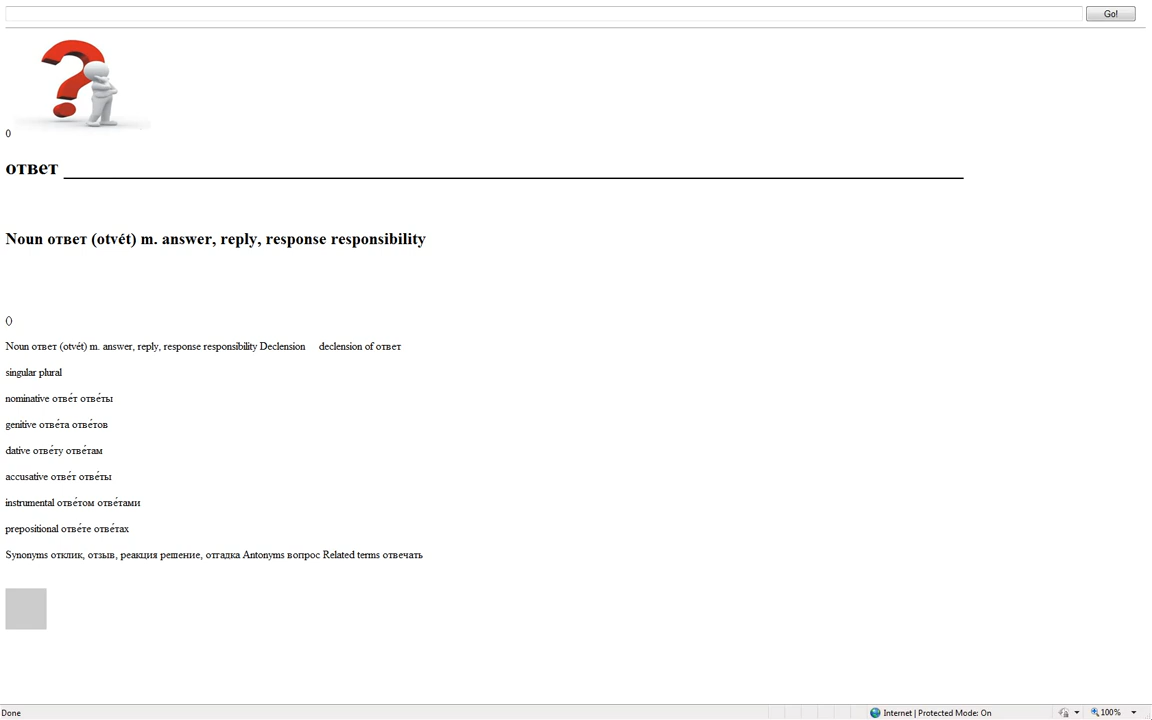 Go!
0
ответ
Noun ответ (otvét) m. answer, reply, response responsibility
()
Noun ответ (otvét) m. answer, reply, response responsibility Declension declension of ответ
singular plural
nominative отве́т отве́ты
genitive отве́та отве́тов
dative отве́ту отве́там
accusative отве́т отве́ты
instrumental отве́том отве́тами
prepositional отве́те отве́тах
Synonyms отклик, отзыв, реакция решение, отгадка Antonyms вопрос Related terms отвечать
Done Internet | Protected Mode: On 100%